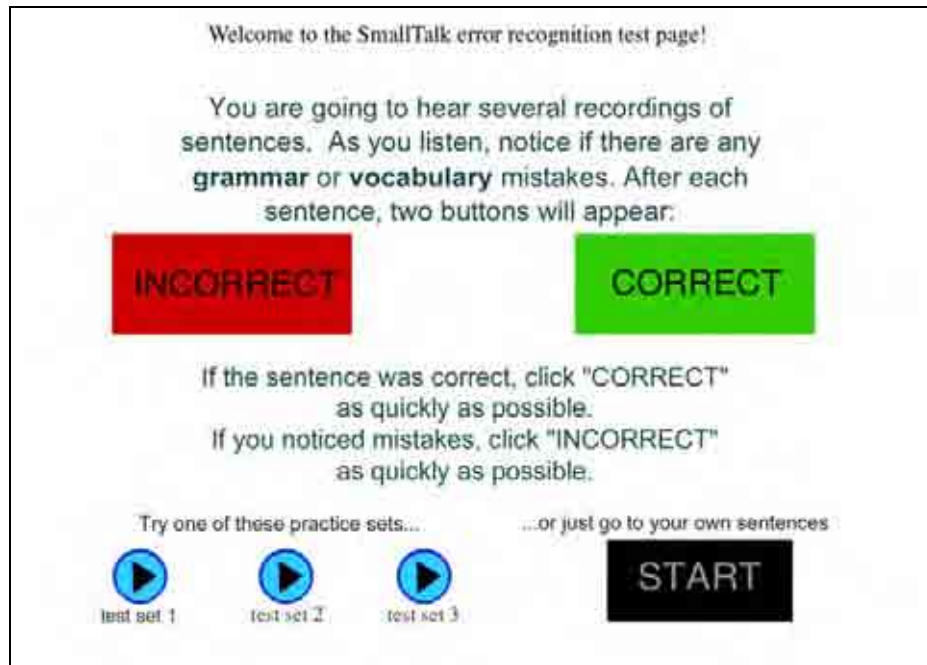 Welcome to the SmallTalk error recognition test page!
You are going to hear several recordings of
sentences. As you listen, notice if there are any
grammar or vocabulary mistakes. After each
sentence, two buttons will appear:
INCORRECT CORRECT
If the sentence was correct, click "CORRECT"
as quickly as possible.
If you noticed mistakes, click "INCORRECT"
as quickly as possible.
Try one of these practice sets... ...or just go to your own sentences
START
test set 1 test set 2 test set 3